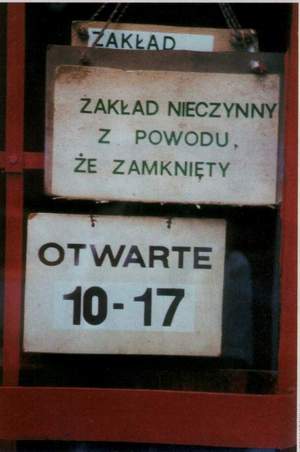 ZAKŁAD
ZAKŁAD NIECZYNNY
Z POWODU,
ŻE ZAMKNIĘTY
OTWARTE
10-17